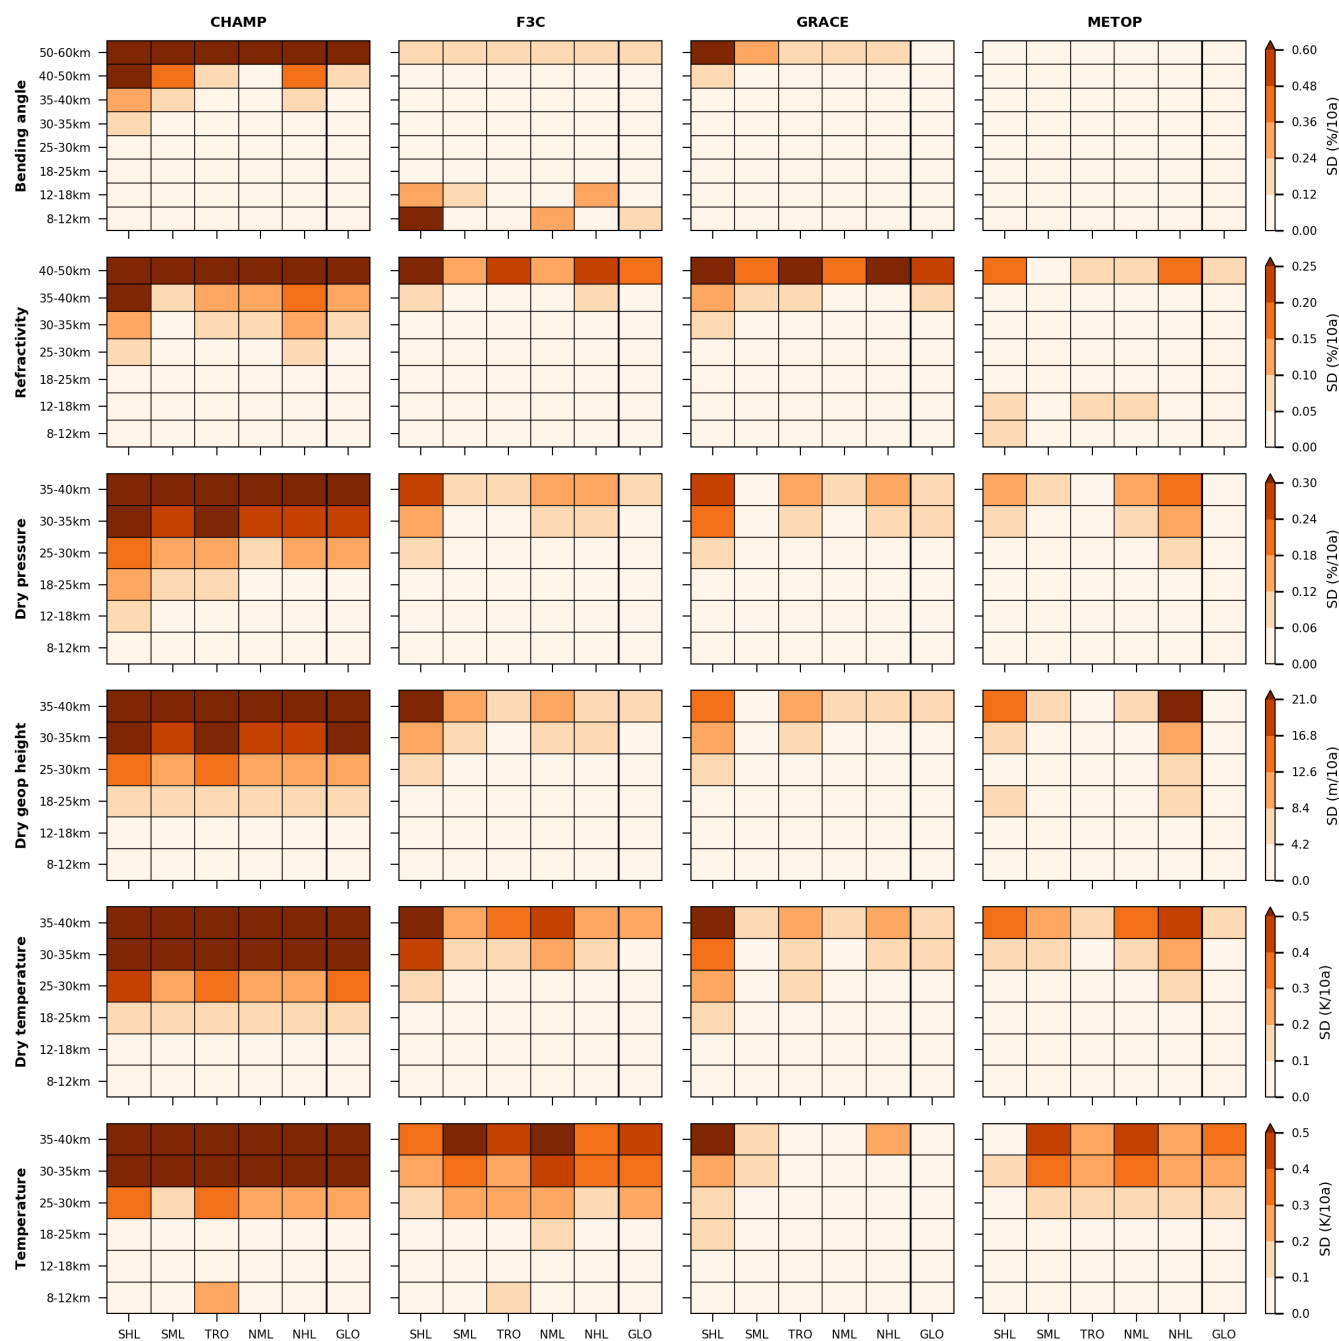 CHAMP F3C GRACE METOP
Bending angle
50-60km
40-50km
35-40km
30-35km
25-30km
18-25km
12-18km
8-12km
0.60
0.48
0.36
0.24
0.12
0.00
SD (%/10a)
Refractivity
40-50km
35-40km
30-35km
25-30km
18-25km
12-18km
8-12km
0.25
0.20
0.15
0.10
0.05
0.00
SD (%/10a)
Dry pressure
35-40km
30-35km
25-30km
18-25km
12-18km
8-12km
0.30
0.24
0.18
0.12
0.06
0.00
SD (%/10a)
Dry geop height
35-40km
30-35km
25-30km
18-25km
12-18km
8-12km
21.0
16.8
12.6
8.4
4.2
0.0
SD (m/10a)
Dry temperature
35-40km
30-35km
25-30km
18-25km
12-18km
8-12km
0.5
0.4
0.3
0.2
0.1
0.0
SD (K/10a)
Temperature
35-40km
30-35km
25-30km
18-25km
12-18km
8-12km
0.5
0.4
0.3
0.2
0.1
0.0
SD (K/10a)
SHL SML TRO NML NHL GLO SHL SML TRO NML NHL GLO SHL SML TRO NML NHL GLO SHL SML TRO NML NHL GLO